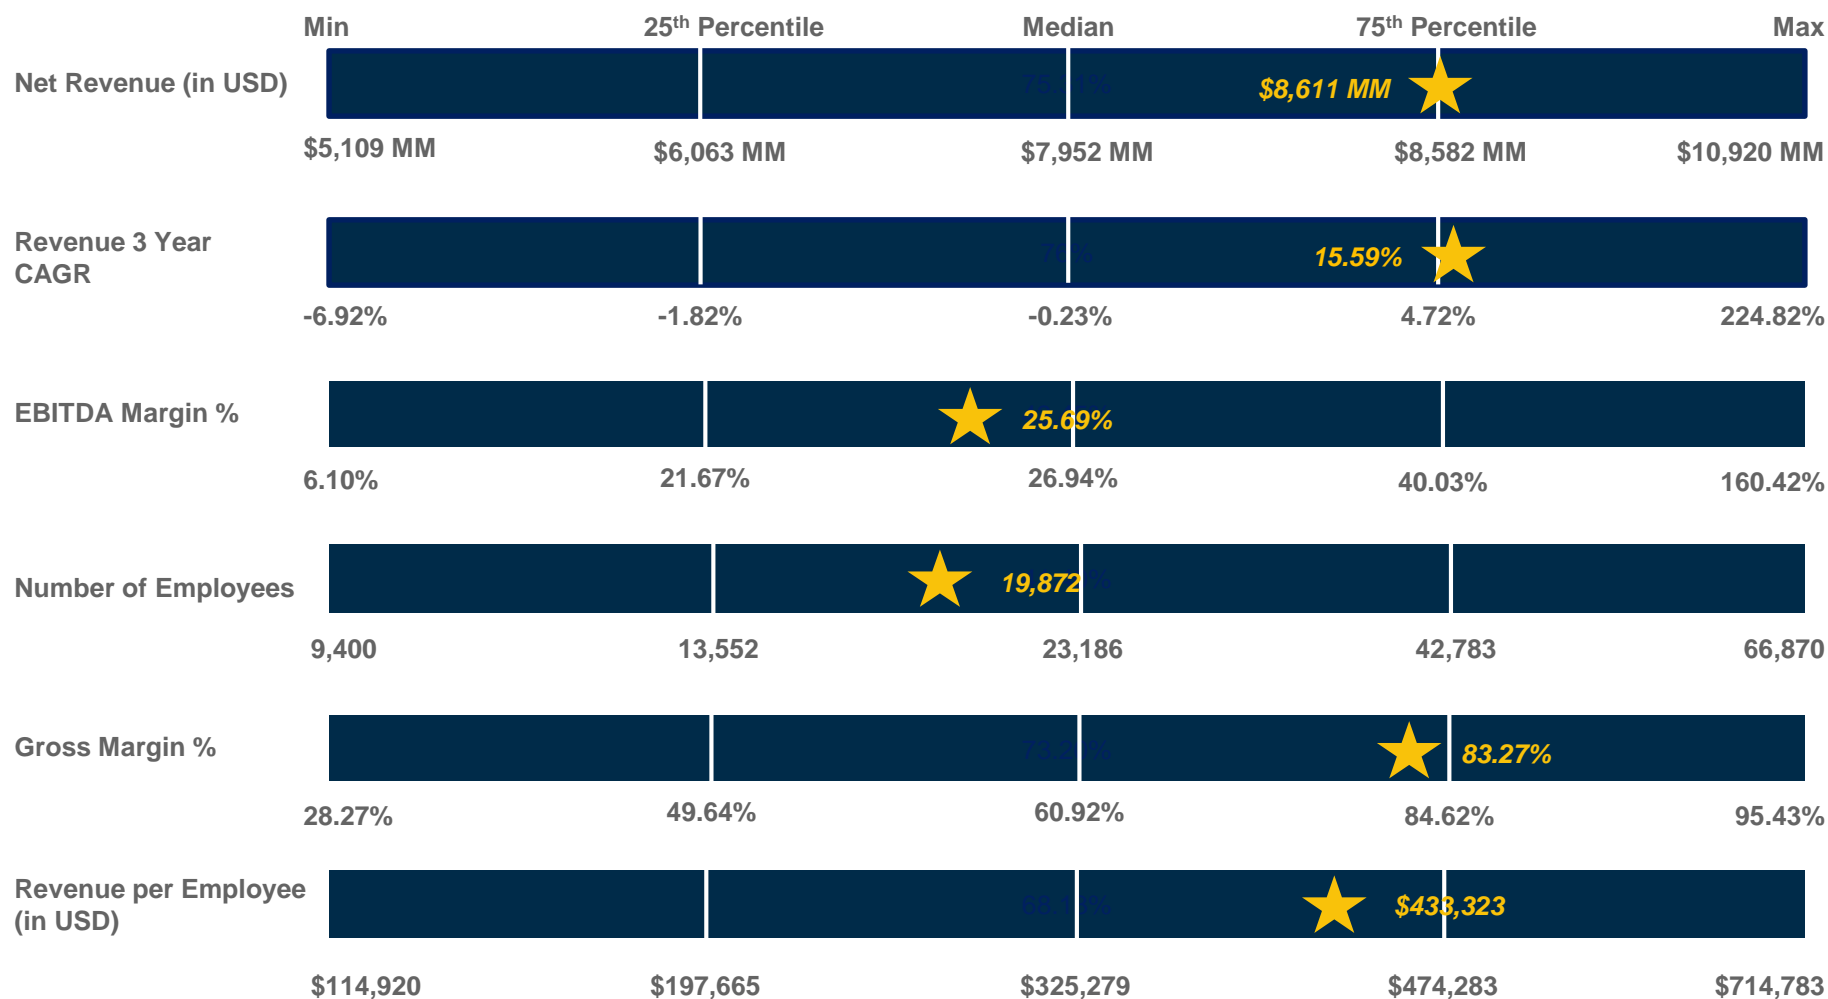 Min 25th Percentile Median 75th Percentile Max
Net Revenue (in USD)
$8,611 MM
$5,109 MM $6,063 MM $7,952 MM $8,582 MM $10,920 MM
Revenue 3 Year
CAGR
15.59%
-6.92% -1.82% -0.23% 4.72% 224.82%
EBITDA Margin %
25.69%
6.10% 21.67% 26.94% 40.03% 160.42%
Number of Employees
19,872
9,400 13,552 23,186 42,783 66,870
Gross Margin %
83.27%
28.27% 49.64% 60.92% 84.62% 95.43%
Revenue per Employee
(in USD)
$433,323
$114,920 $197,665 $325,279 $474,283 $714,783